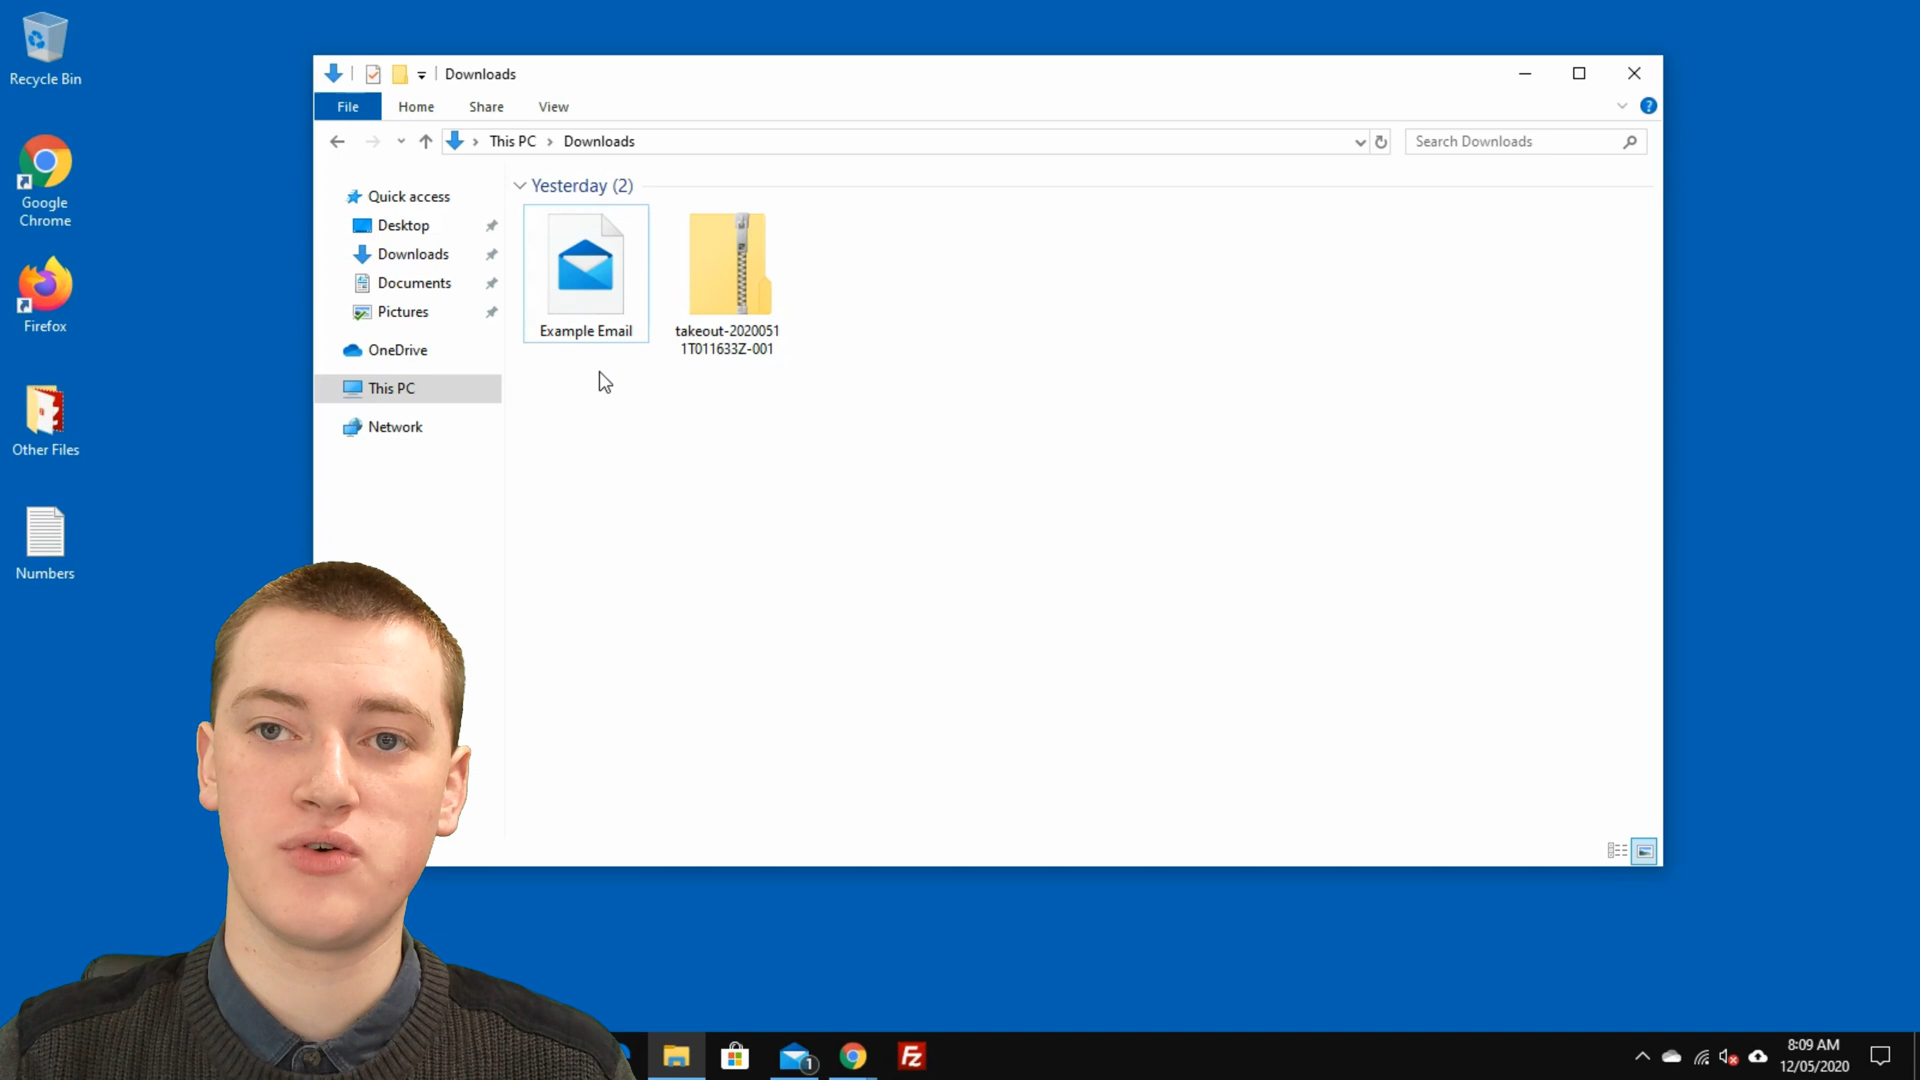 Recycle Bin
Google
Chrome
Firefox
Other Files
Numbers
Downloads
File
Home
Share
View
?
This PC > Downloads
Search Downloads
Quick access
Desktop
Downloads
Documents
Pictures
OneDrive
This PC
Network
Yesterday (2)
Example Email
takeout-2020051
1T011633Z-001
1
Fz
8:09 AM
12/05/2020